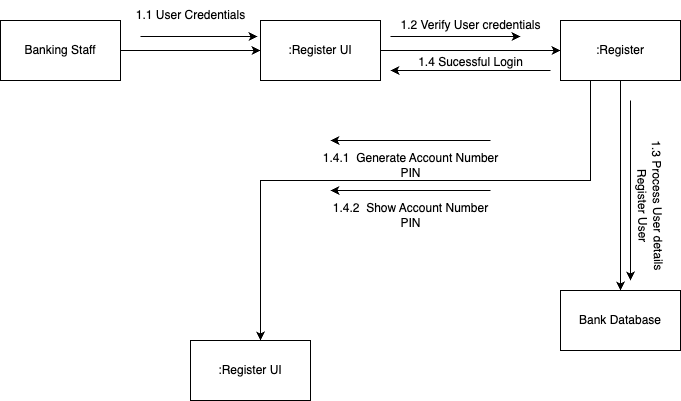 1.1 User Credentials
1.2 Verify User credentials
Banking Staff
:Register UI
:Register
1.4 Sucessful Login
1.4.1 Generate Account Number
PIN
1.4.2 Show Account Number
PIN
1.3 Process User details
Register User
Bank Database
:Register UI